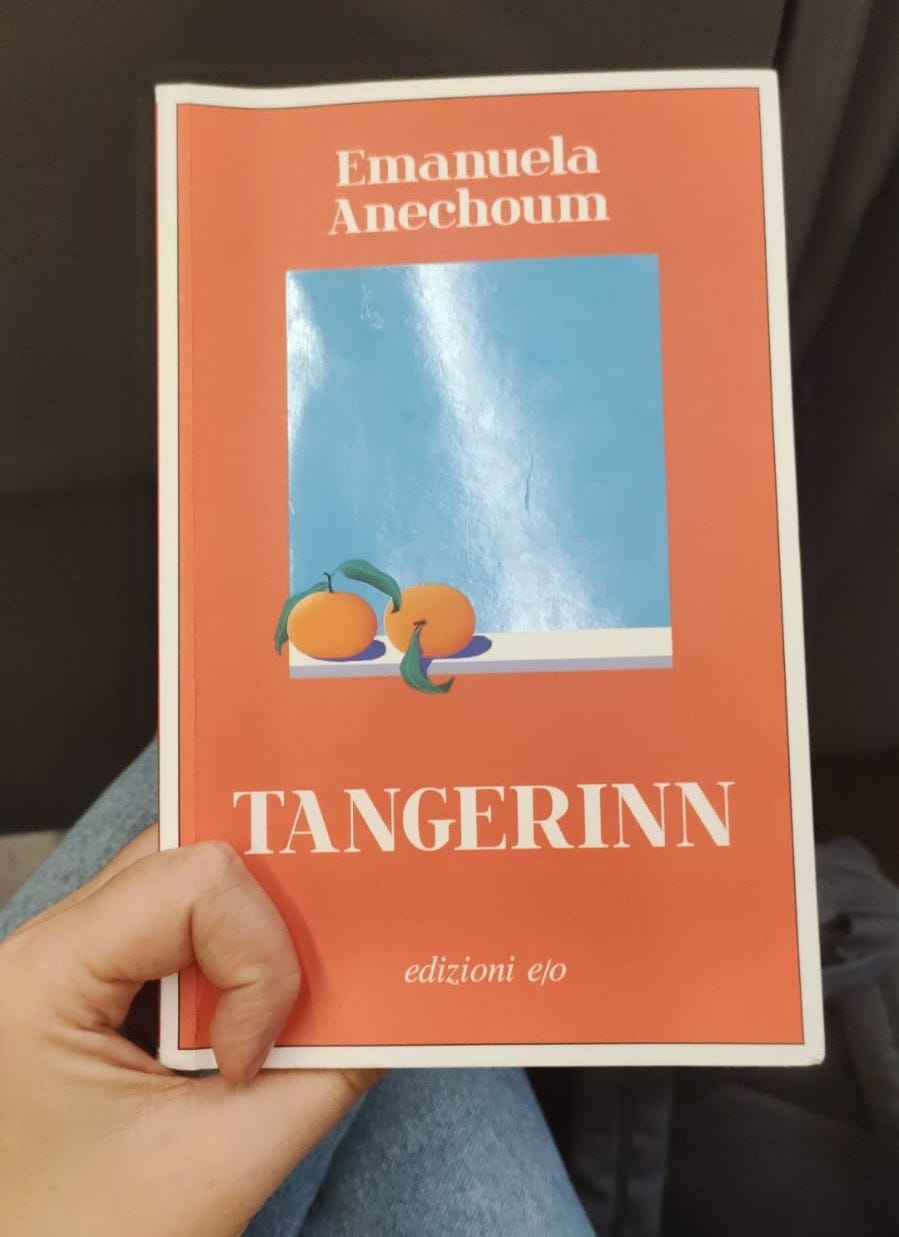 Emanuela
Anechoum
TANGERINN
edizioni e/o